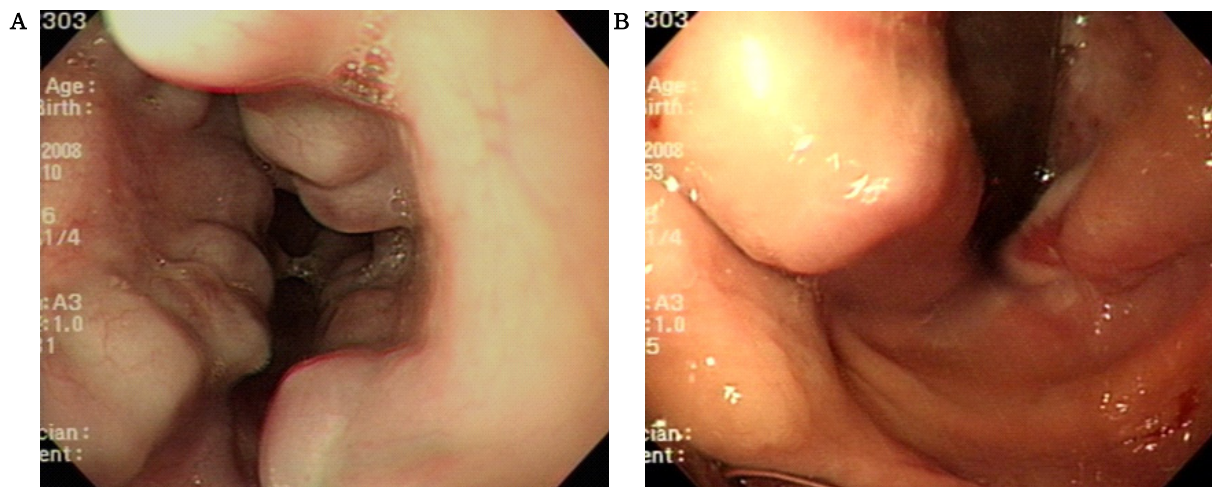 A
303
Age:
Birth:
2008
10
6
1/4
:A3
:1.0
1
cian:
ent:
B
303
Age:
irth:
2008
53
1/4
:A3
:1.0
5
cian:
ent: